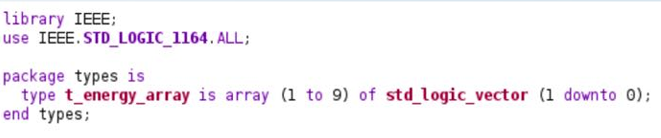 library IEEE;
use IEEE.STD_LOGIC_1164.ALL;
package types is
type t_energy_array is array (1 to 9) of std_logic_vector (1 downto 0);
end types;